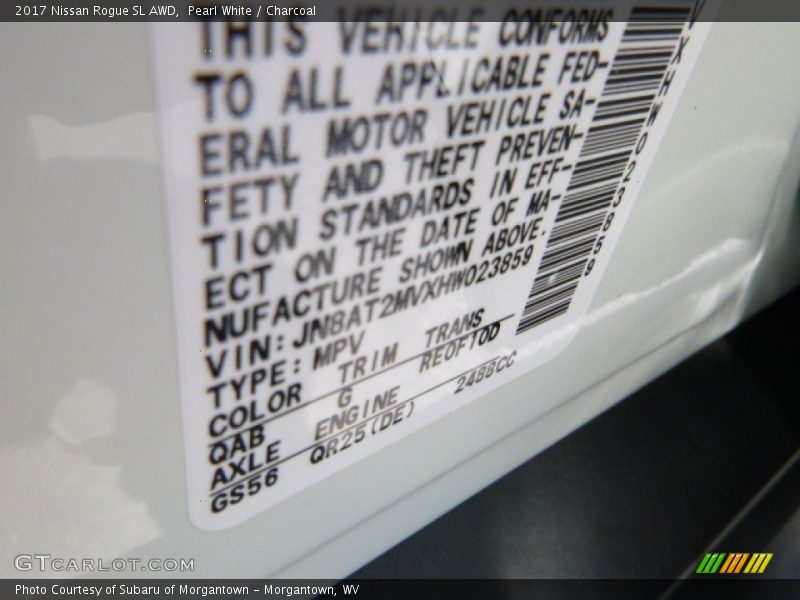 2017 Nissan Rogue SL AWD,  Pearl White / Charcoal
THIS VEHICLE CONFORMS
TO ALL APPLICABLE FED-
ERAL MOTOR VEHICLE SA-
FETY AND THEFT PREVEN-
TION STANDARDS IN EFF-
ECT ON THE DATE OF MA-
NUFACTURE SHOWN ABOVE.
VIN:JN8AT2MVXHW023859
TYPE:MPV
COLOR TRIM TRANS
QAB G REOF10D
AXLE ENGINE
GS56 QR25(DE) 2488CC
VXHW023859
GTCARLOT.COM
Photo Courtesy of Subaru of Morgantown - Morgantown, WV